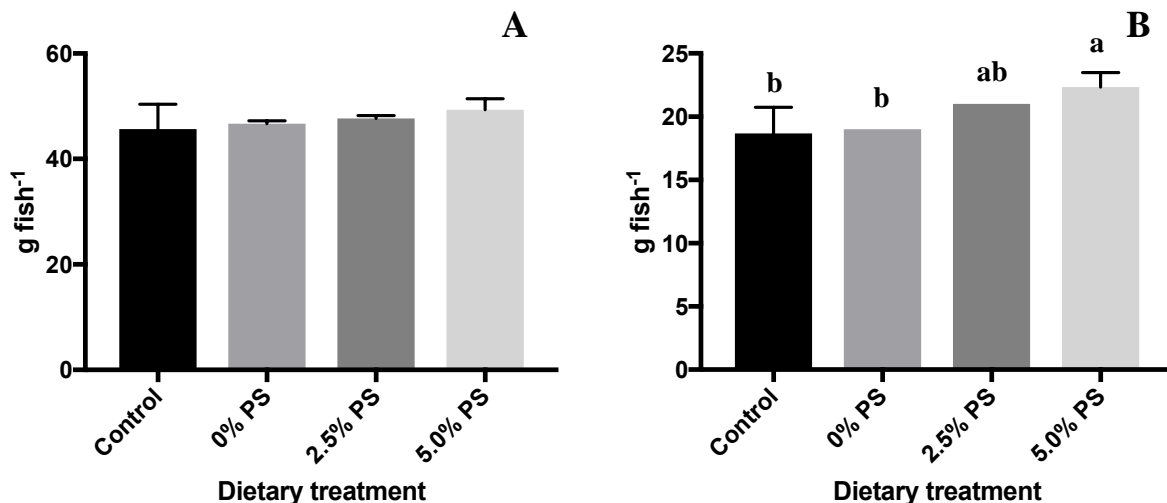 A
60
40
20
0
g fish-1
Control
0% PS
2.5% PS
5.0% PS
Dietary treatment
B
25
20
15
10
5
0
g fish-1
b
b
ab
a
Control
0% PS
2.5% PS
5.0% PS
Dietary treatment